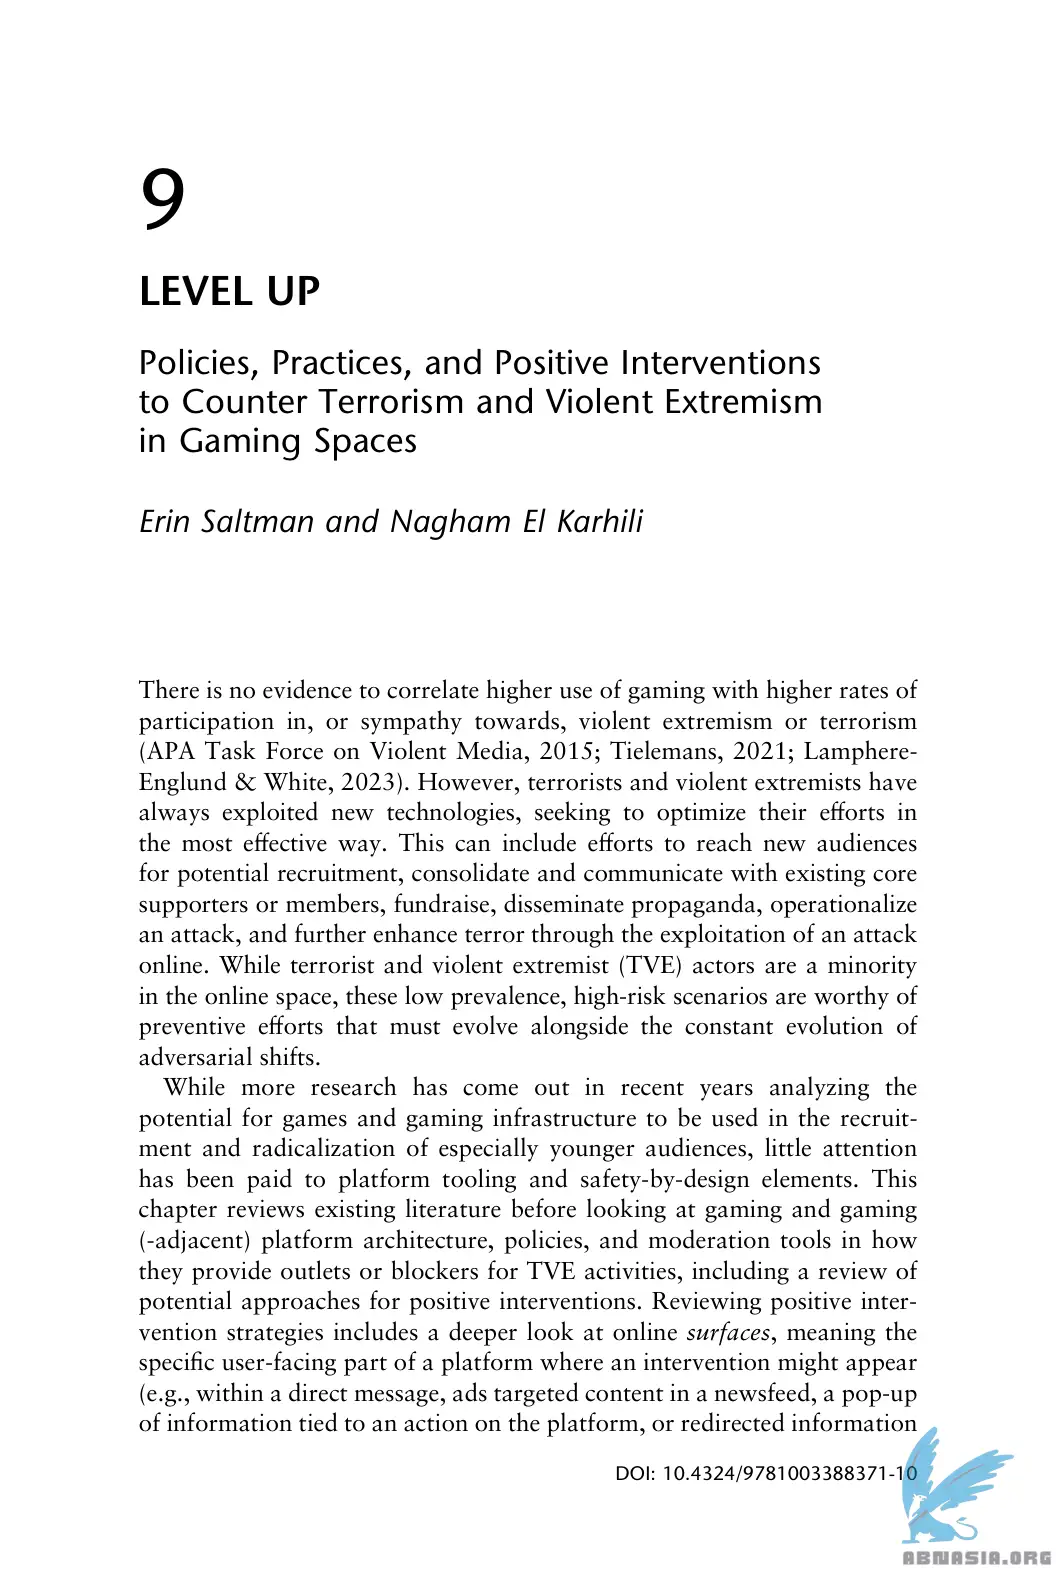 9
LEVEL UP
Policies, Practices, and Positive Interventions
to Counter Terrorism and Violent Extremism
in Gaming Spaces
Erin Saltman and Nagham El Karhili
There is no evidence to correlate higher use of gaming with higher rates of
participation in, or sympathy towards, violent extremism or terrorism
(APA Task Force on Violent Media, 2015; Tielemans, 2021; Lamphere-
Englund & White, 2023). However, terrorists and violent extremists have
always exploited new technologies, seeking to optimize their efforts in
the most effective way. This can include efforts to reach new audiences
for potential recruitment, consolidate and communicate with existing core
supporters or members, fundraise, disseminate propaganda, operationalize
an attack, and further enhance terror through the exploitation of an attack
online. While terrorist and violent extremist (TVE) actors are a minority
in the online space, these low prevalence, high-risk scenarios are worthy of
preventive efforts that must evolve alongside the constant evolution of
adversarial shifts.
While more research has come out in recent years analyzing the
potential for games and gaming infrastructure to be used in the recruit-
ment and radicalization of especially younger audiences, little attention
has been paid to platform tooling and safety-by-design elements. This
chapter reviews existing literature before looking at gaming and gaming
(-adjacent) platform architecture, policies, and moderation tools in how
they provide outlets or blockers for TVE activities, including a review of
potential approaches for positive interventions. Reviewing positive inter-
vention strategies includes a deeper look at online surfaces, meaning the
specific user-facing part of a platform where an intervention might appear
(e.g., within a direct message, ads targeted content in a newsfeed, a pop-up
of information tied to an action on the platform, or redirected information
DOI: 10.4324/9781003388371-10
ABNASIA.ORG